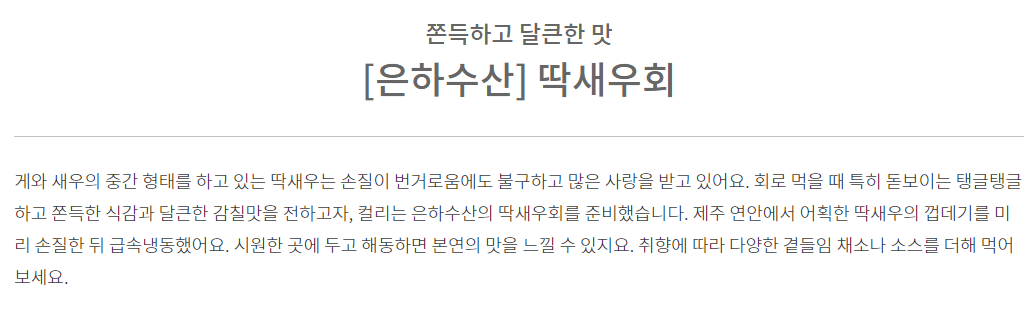 쫀득하고 달큰한 맛
[은하수산] 딱새우회
게와 새우의 중간 형태를 하고 있는 딱새우는 손질이 번거로움에도 불구하고 많은 사랑을 받고 있어요. 회로 먹을 때 특히 돋보이는 탱글탱글
하고 쫀득한 식감과 달큰한 감칠맛을 전하고자, 컬리는 은하수산의 딱새우회를 준비했습니다. 제주 연안에서 어획한 딱새우의 껍데기를 미
리 손질한 뒤 급속냉동했어요. 시원한 곳에 두고 해동하면 본연의 맛을 느낄 수 있지요. 취향에 따라 다양한 곁들임 채소나 소스를 더해 먹어
보세요.